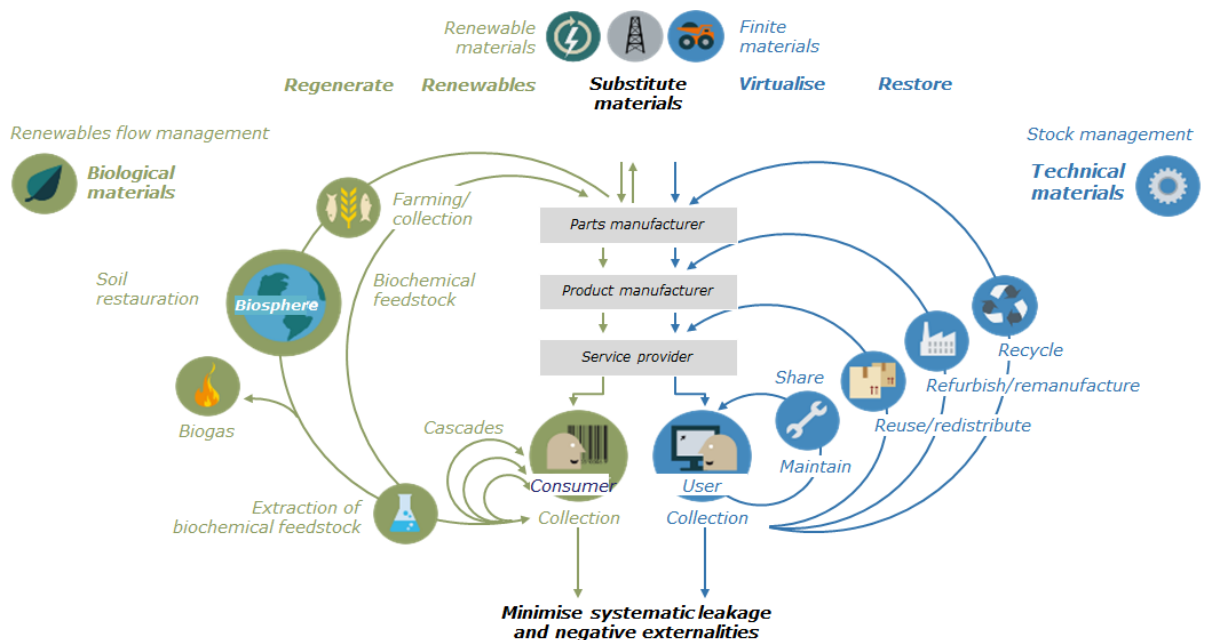 Renewable
materials
Finite
materials
Regenerate
Renewables
Substitute
materials
Virtualise
Restore
Renewables flow management
Biological
materials
Stock management
Technical
materials
Farming/
collection
Parts manufacturer
Soil
restauration
Biosphere
Biochemical
feedstock
Product manufacturer
Recycle
Service provider
Share
Refurbish/remanufacture
Biogas
Cascades
Reuse/redistribute
Maintain
Consumer
User
Extraction of
biochemical feedstock
Collection
Collection
Minimise systematic leakage
and negative externalities